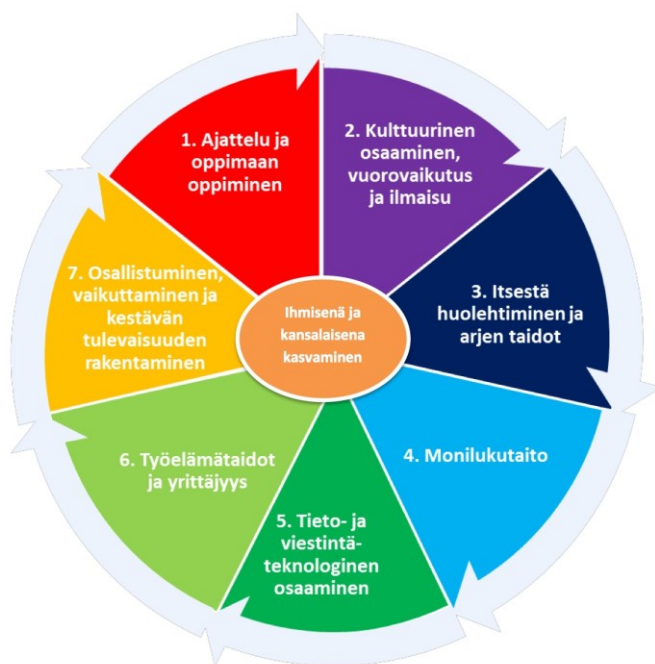 1. Ajattelu ja
oppimaan
oppiminen
2. Kulttuurinen
osaaminen,
vuorovaikutus
ja ilmaisu
3. Itsestä
huolehtiminen ja
arjen taidot
4. Monilukutaito
5. Tieto- ja
viestintä-
teknologinen
osaaminen
6. Työelämätaidot
ja yrittäjyys
7. Osallistuminen,
vaikuttaminen ja
kestävän
tulevaisuuden
rakentaminen
Ihmisenä ja
kansalaisena
kasvaminen